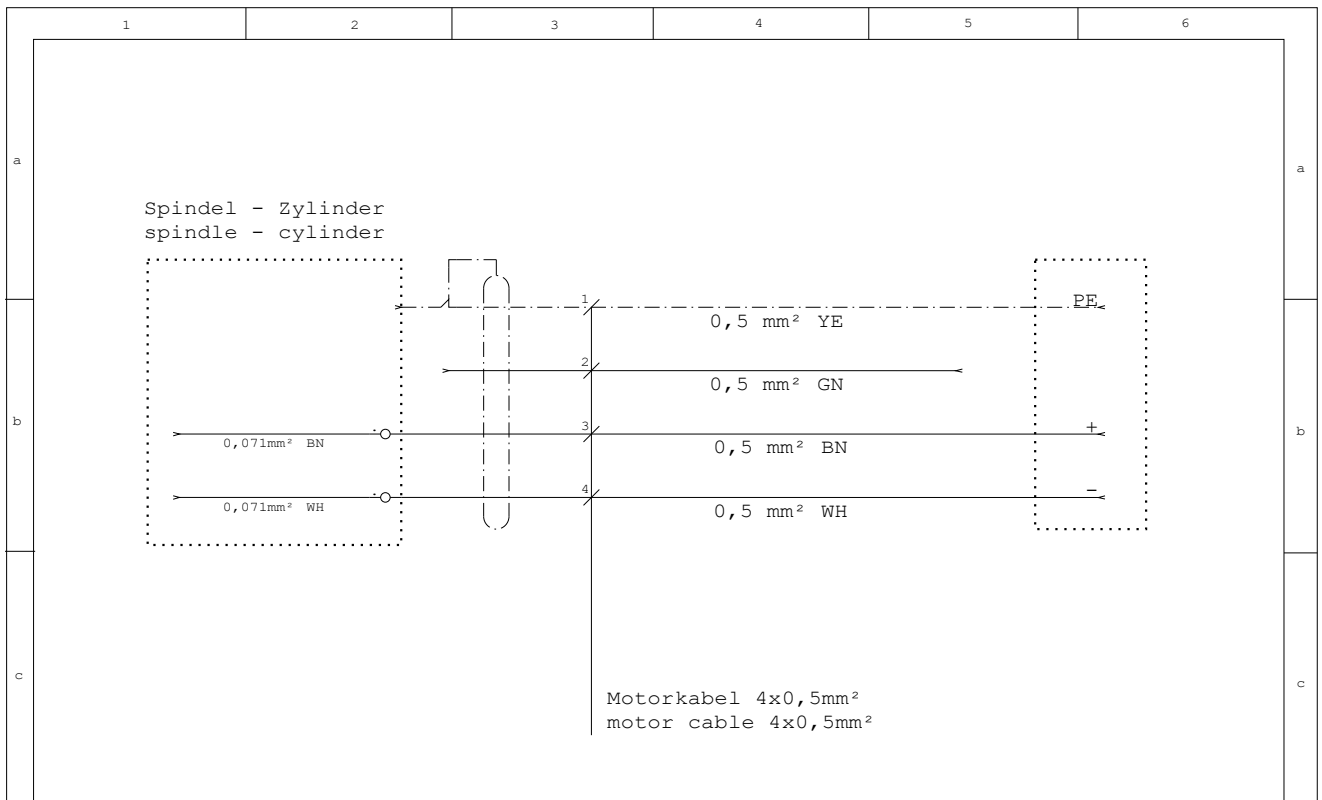 1 2 3 4 5 6
a a
Spindel - Zylinder
spindle - cylinder
1 PE
0,5 mm² YE
2
0,5 mm² GN
b b
3 +
0,071mm² BN 0,5 mm² BN
4 -
0,071mm² WH 0,5 mm² WH
c c
Motorkabel 4x0,5mm²
motor cable 4x0,5mm²